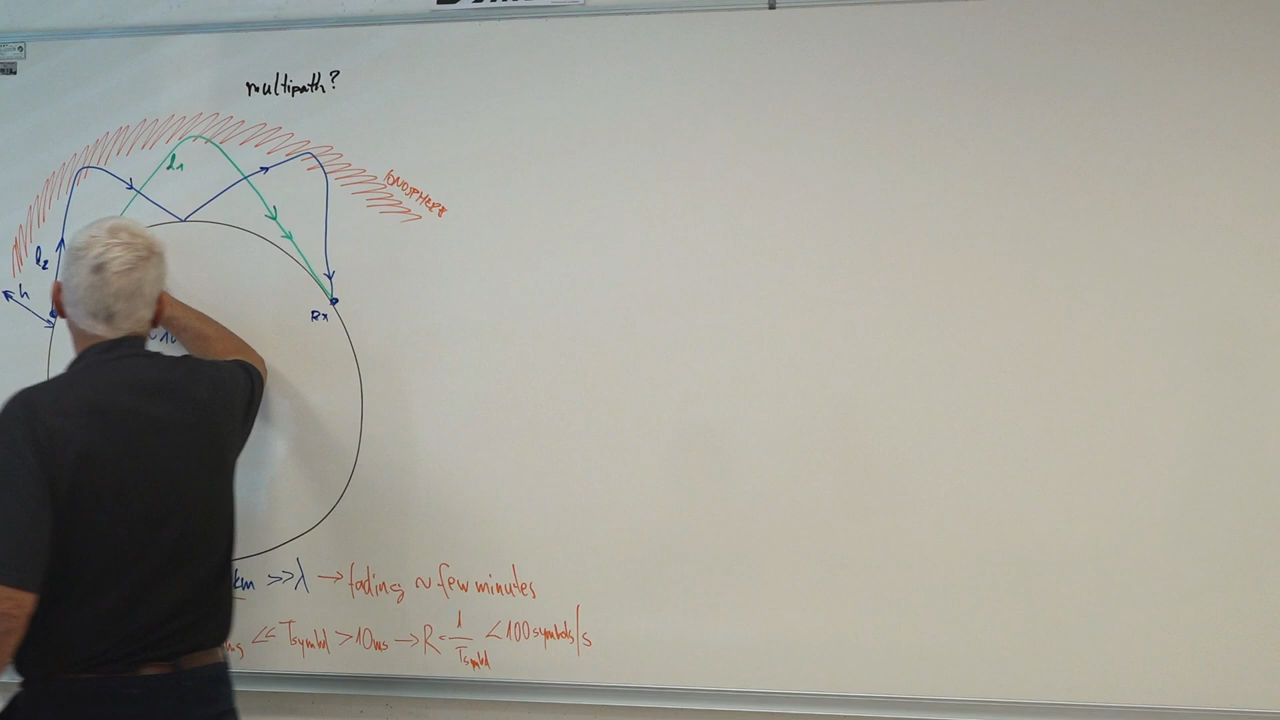 multipath?
IONOSPHERE
l1
l2
h
Rx
km >>λ → fading ~ few minutes
<< Tsymbol >10ms → R = 1/Tsymbol <100 symbols/s